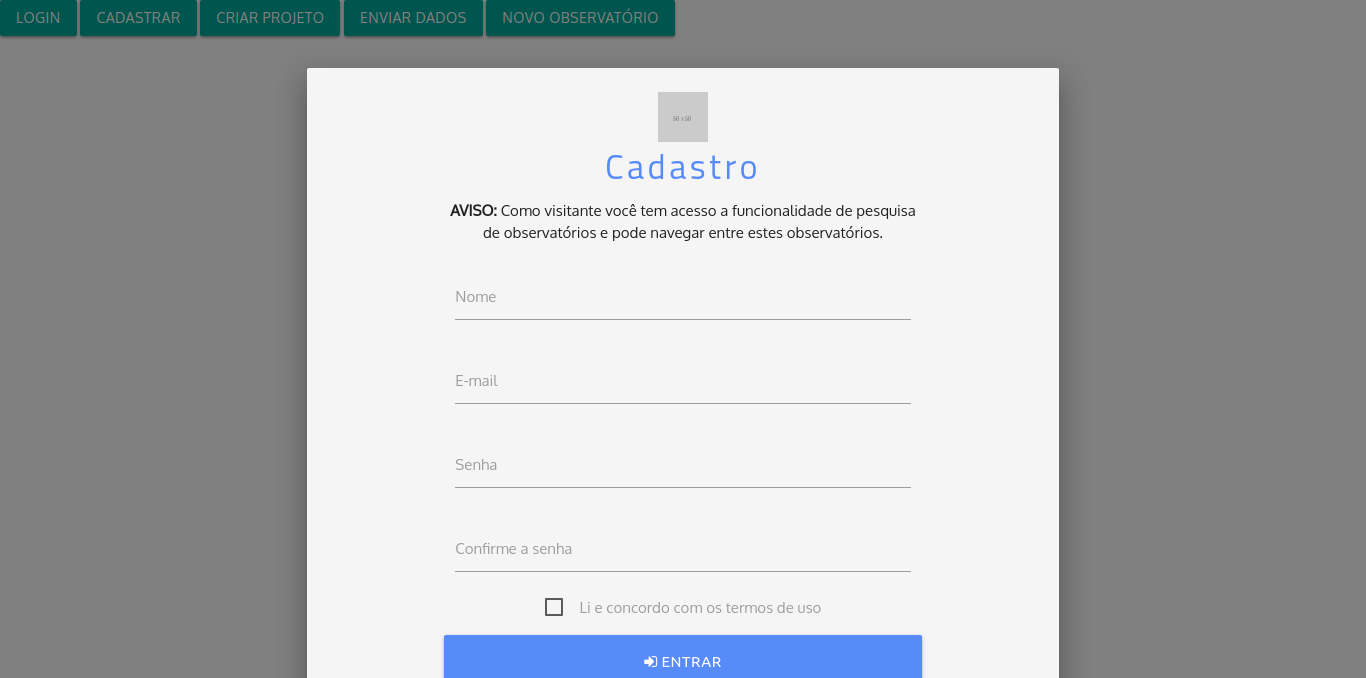 LOGIN CADASTRAR CRIAR PROJETO ENVIAR DADOS NOVO OBSERVATÓRIO
50 x 50
Cadastro
AVISO: Como visitante você tem acesso a funcionalidade de pesquisa
de observatórios e pode navegar entre estes observatórios.
Nome
E-mail
Senha
Confirme a senha
Li e concordo com os termos de uso
ENTRAR